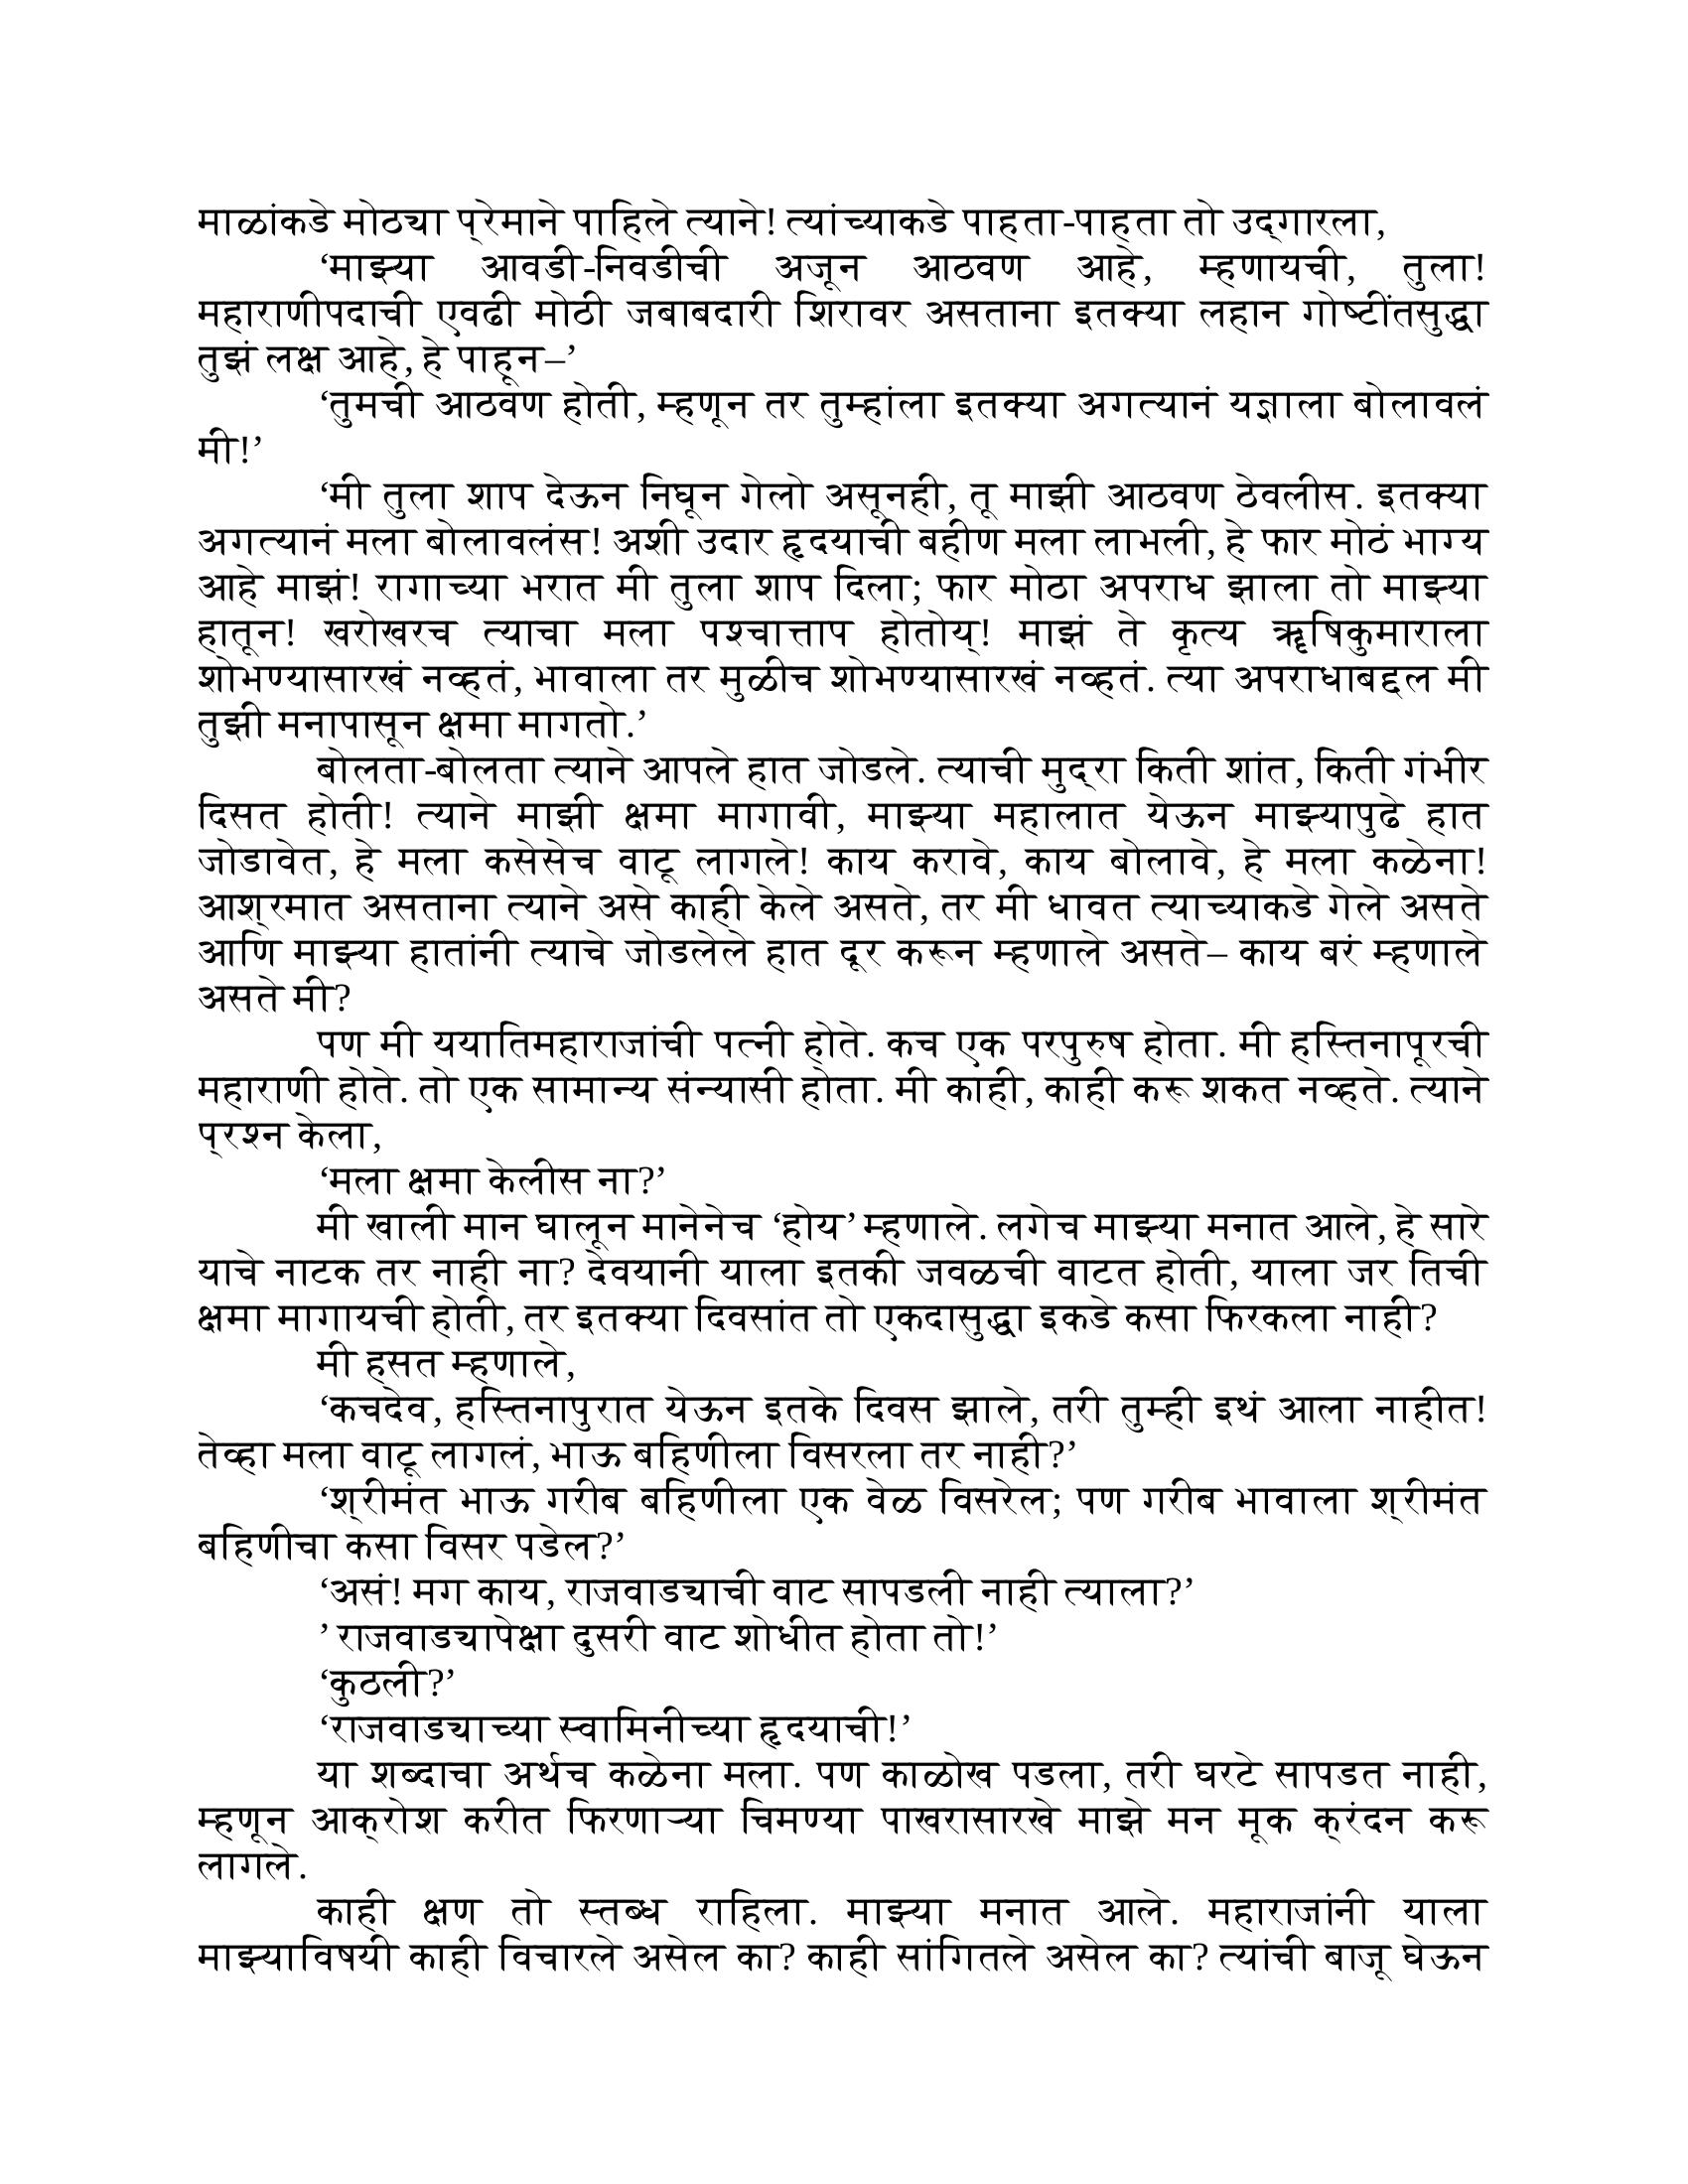 माळांकडे मोठ्या प्रेमाने पाहिले त्याने! त्यांच्याकडे पाहता-पाहता तो उद्‌गारला,
‘माझ्या आवडी-निवडीची अजून आठवण आहे, म्हणायची, तुला!
महाराणीपदाची एवढी मोठी जबाबदारी शिरावर असताना इतक्या लहान गोष्टींतसुद्धा
तुझं लक्ष आहे, हे पाहून–’
‘तुमची आठवण होती, म्हणून तर तुम्हांला इतक्या अगत्यानं यज्ञाला बोलावलं
मी!’
‘मी तुला शाप देऊन निघून गेलो असूनही, तू माझी आठवण ठेवलीस. इतक्या
अगत्यानं मला बोलावलंस! अशी उदार हृदयाची बहीण मला लाभली, हे फार मोठं भाग्य
आहे माझं! रागाच्या भरात मी तुला शाप दिला; फार मोठा अपराध झाला तो माझ्या
हातून! खरोखरच त्याचा मला पश्चात्ताप होतोय्! माझं ते कृत्य ॠषिकुमाराला
शोभण्यासारखं नव्हतं, भावाला तर मुळीच शोभण्यासारखं नव्हतं. त्या अपराधाबद्दल मी
तुझी मनापासून क्षमा मागतो.’
बोलता-बोलता त्याने आपले हात जोडले. त्याची मुद्रा किती शांत, किती गंभीर
दिसत होती! त्याने माझी क्षमा मागावी, माझ्या महालात येऊन माझ्यापुढे हात
जोडावेत, हे मला कसेसेच वाटू लागले! काय करावे, काय बोलावे, हे मला कळेना!
आश्रमात असताना त्याने असे काही केले असते, तर मी धावत त्याच्याकडे गेले असते
आणि माझ्या हातांनी त्याचे जोडलेले हात दूर करून म्हणाले असते– काय बरं म्हणाले
असते मी?
पण मी ययातिमहाराजांची पत्नी होते. कच एक परपुरुष होता. मी हस्तिनापूरची
महाराणी होते. तो एक सामान्य संन्यासी होता. मी काही, काही करू शकत नव्हते. त्याने
प्रश्न केला,
‘मला क्षमा केलीस ना?’
मी खाली मान घालून मानेनेच ‘होय’ म्हणाले. लगेच माझ्या मनात आले, हे सारे
याचे नाटक तर नाही ना? देवयानी याला इतकी जवळची वाटत होती, याला जर तिची
क्षमा मागायची होती, तर इतक्या दिवसांत तो एकदासुद्धा इकडे कसा फिरकला नाही?
मी हसत म्हणाले,
‘कचदेव, हस्तिनापुरात येऊन इतके दिवस झाले, तरी तुम्ही इथं आला नाहीत!
तेव्हा मला वाटू लागलं, भाऊ बहिणीला विसरला तर नाही?’
‘श्रीमंत भाऊ गरीब बहिणीला एक वेळ विसरेल; पण गरीब भावाला श्रीमंत
बहिणीचा कसा विसर पडेल?’
‘असं! मग काय, राजवाड्याची वाट सापडली नाही त्याला?’
’ राजवाड्यापेक्षा दुसरी वाट शोधीत होता तो!’
‘कुठली?’
‘राजवाड्याच्या स्वामिनीच्या हृदयाची!’
या शब्दाचा अर्थच कळेना मला. पण काळोख पडला, तरी घरटे सापडत नाही,
म्हणून आक्रोश करीत फिरणाऱ्या चिमण्या पाखरासारखे माझे मन मूक क्रंदन करू
लागले.
काही क्षण तो स्तब्ध राहिला. माझ्या मनात आले. महाराजांनी याला
माझ्याविषयी काही विचारले असेल का? काही सांगितले असेल का? त्यांची बाजू घेऊन